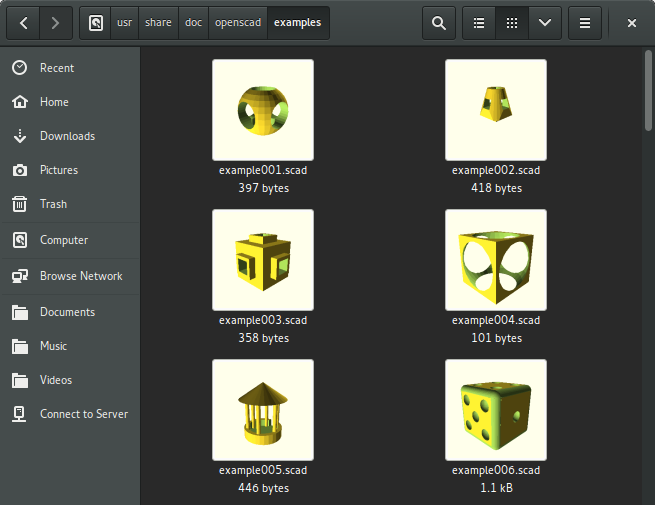 usr share doc openscad examples
Recent
Home
Downloads
Pictures
Trash
Computer
Browse Network
Documents
Music
Videos
Connect to Server
example001.scad
397 bytes
example002.scad
418 bytes
example003.scad
358 bytes
example004.scad
101 bytes
example005.scad
446 bytes
example006.scad
1.1 kB